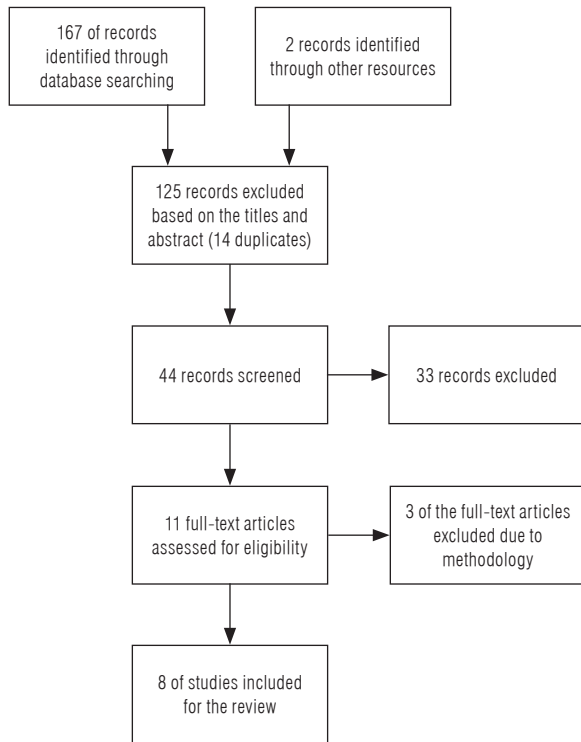 167 of records
identified through
database searching
2 records identified
through other resources
125 records excluded
based on the titles and
abstract (14 duplicates)
44 records screened
33 records excluded
11 full-text articles
assessed for eligibility
3 of the full-text articles
excluded due to
methodology
8 of studies included
for the review